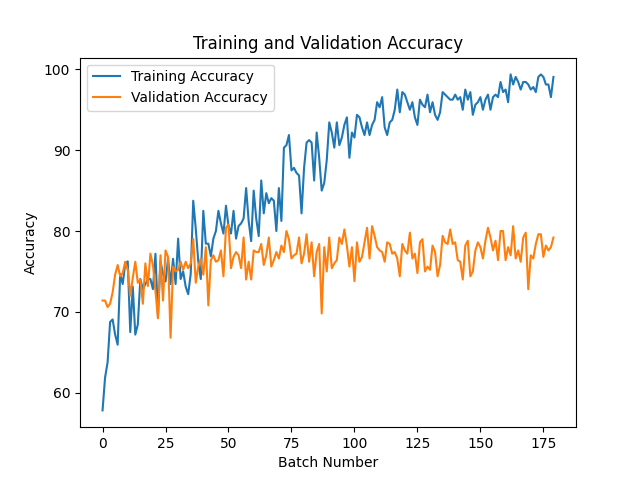 Training and Validation Accuracy
Training Accuracy
Validation Accuracy
100
90
80
70
60
Accuracy
0 25 50 75 100 125 150 175
Batch Number